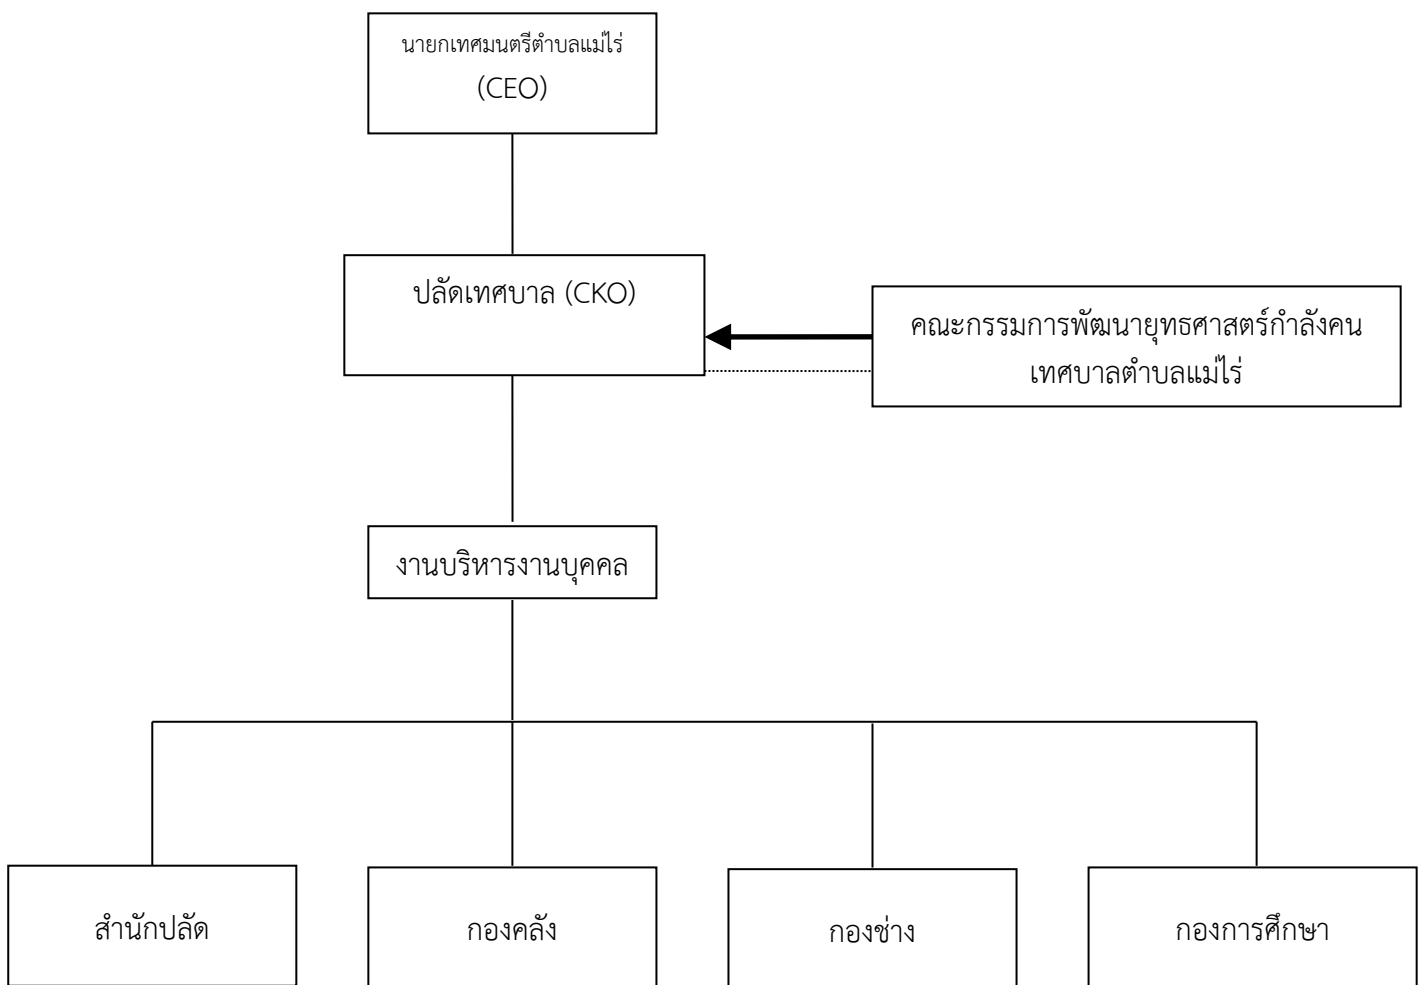 นายกเทศมนตรีตำบลแม่ไร่
(CEO)
ปลัดเทศบาล (CKO)
คณะกรรมการพัฒนายุทธศาสตร์กำลังคน
เทศบาลตำบลแม่ไร่
งานบริหารงานบุคคล
สำนักปลัด
กองคลัง
กองช่าง
กองการศึกษา